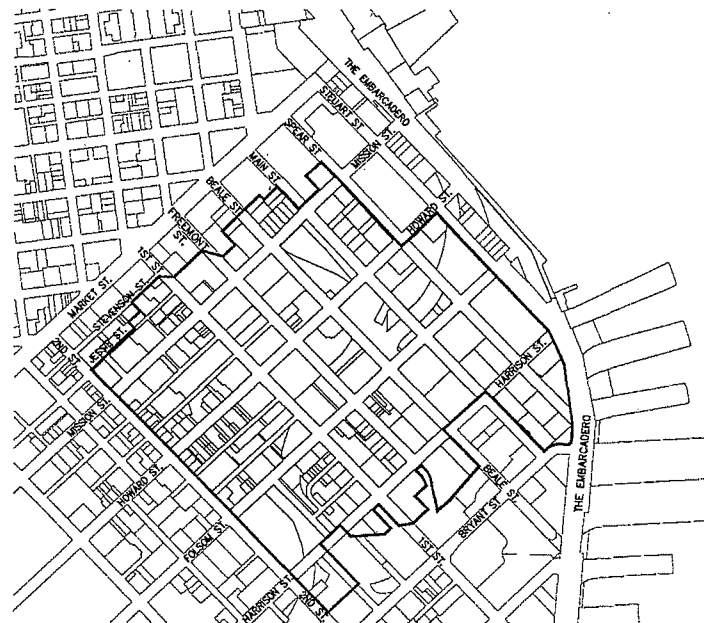 THE EMBARCADERO
STEUART ST.
SPEAR ST.
MISSION ST.
MAIN ST.
BEALE ST.
HOWARD ST.
FREEMONT
ST.
1ST ST.
MARKET ST.
STEVENSON ST.
JESSIE ST.
2ND ST.
MISSION ST.
HOWARD ST.
FOLSOM ST.
HARRISON ST.
2ND ST.
HARRISON ST.
BEALE ST.
BRYANT ST.
1ST ST.
THE EMBARCADERO